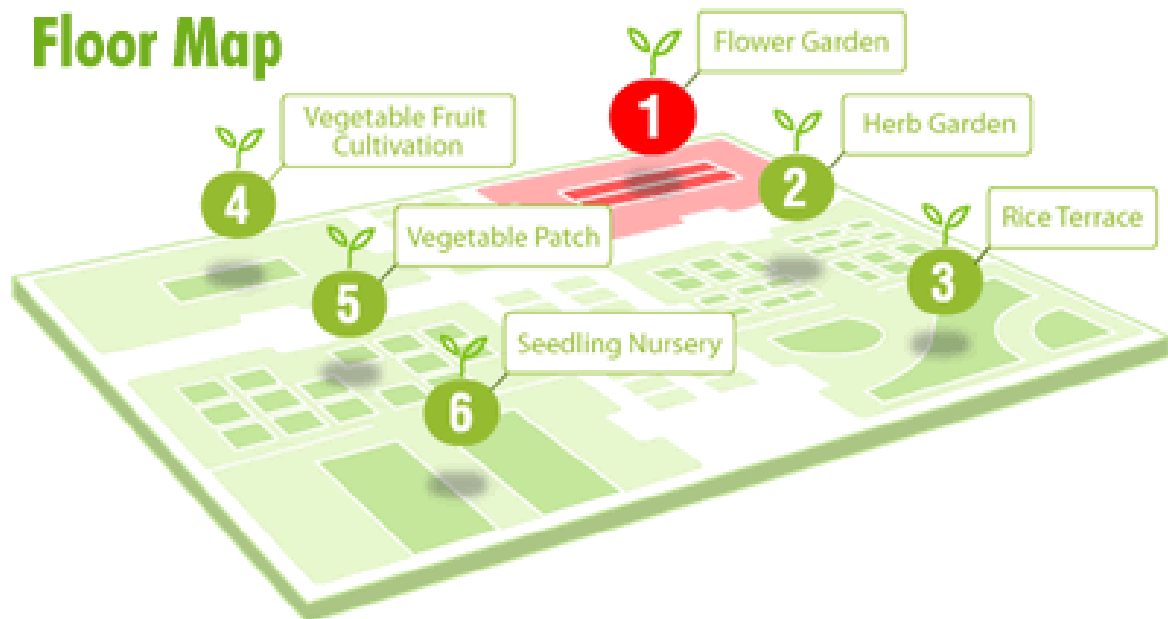 Floor Map
1
Flower Garden
2
Herb Garden
3
Rice Terrace
4
Vegetable Fruit
Cultivation
5
Vegetable Patch
6
Seedling Nursery